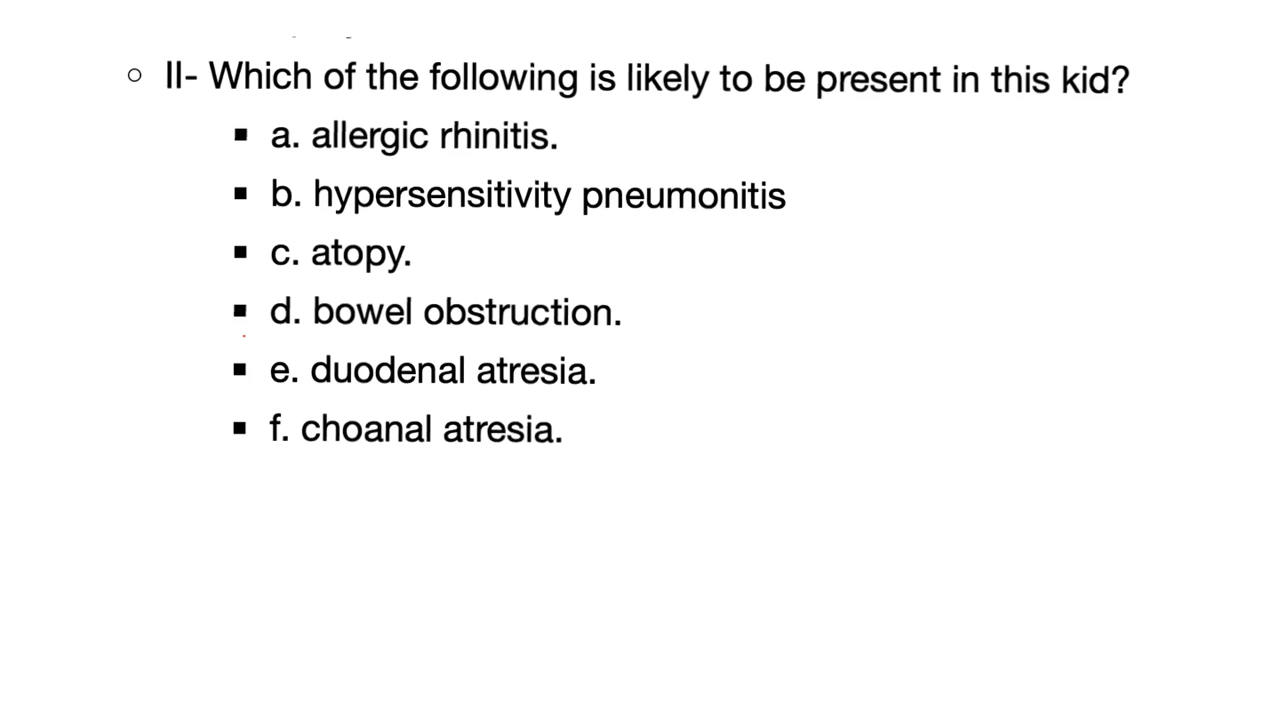 ○ II- Which of the following is likely to be present in this kid?
▪ a. allergic rhinitis.
▪ b. hypersensitivity pneumonitis
▪ c. atopy.
▪ d. bowel obstruction.
▪ e. duodenal atresia.
▪ f. choanal atresia.